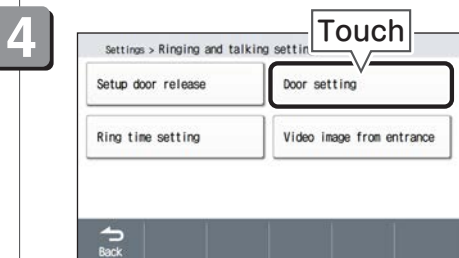 4
Touch
Settings > Ringing and talking settin
Setup door release
Door setting
Ring time setting
Video image from entrance
Back